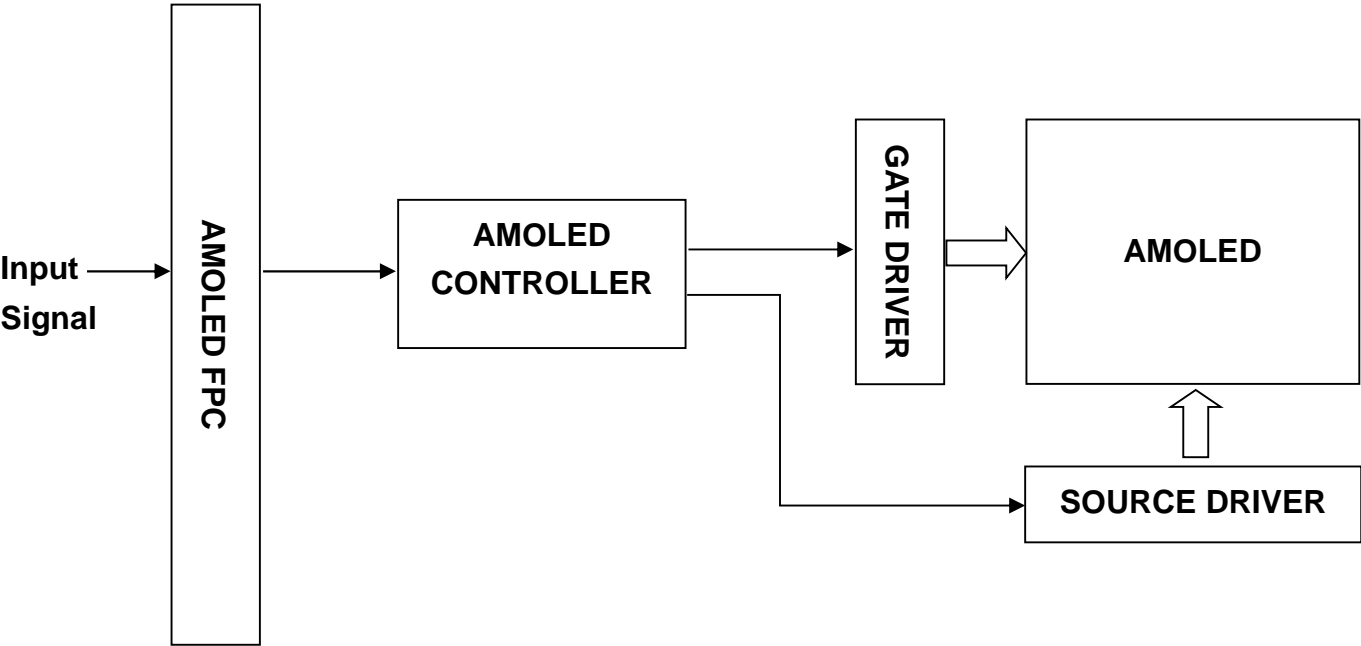 Input
Signal
AMOLED FPC
AMOLED
CONTROLLER
GATE DRIVER
AMOLED
SOURCE DRIVER